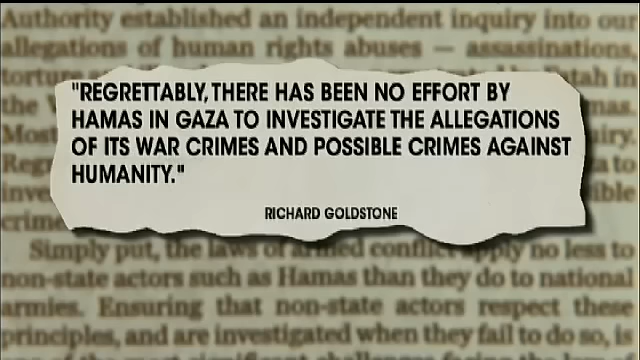 Authority established an independent inquiry into our
allegations of human rights abuses — assassinations,
"REGRETTABLY, THERE HAS BEEN NO EFFORT BY
HAMAS IN GAZA TO INVESTIGATE THE ALLEGATIONS
OF ITS WAR CRIMES AND POSSIBLE CRIMES AGAINST
HUMANITY."
RICHARD GOLDSTONE
Simply put, the laws of armed conflict apply no less to
non-state actors such as Hamas than they do to national
armies. Ensuring that non-state actors respect these
principles, and are investigated when they fail to do so, is